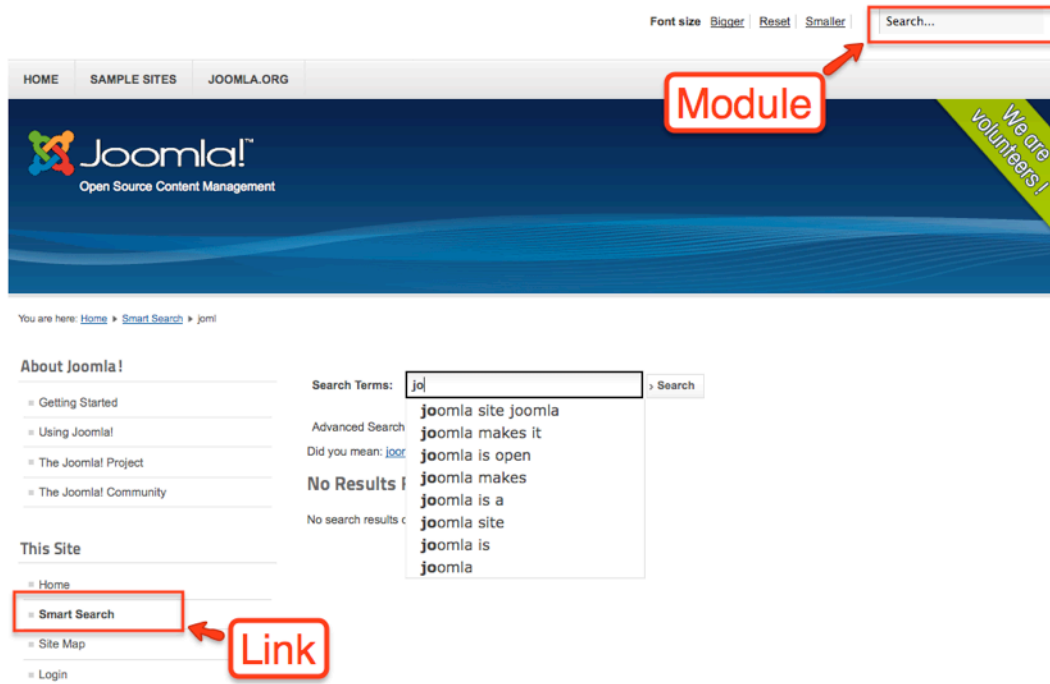 Font size Bigger Reset Smaller Search...
Module
HOME SAMPLE SITES JOOMLA.ORG
We are
volunteers !
Joomla!™
Open Source Content Management
You are here: Home Smart Search joml
About Joomla!
Getting Started
Using Joomla!
The Joomla! Project
The Joomla! Community
Search Terms: jo › Search
joomla site joomla
joomla makes it
joomla is open
joomla makes
joomla is a
joomla site
joomla is
joomla
Advanced Search
Did you mean:
No Results
No search results
This Site
Home
Smart Search
Site Map
Login
Link